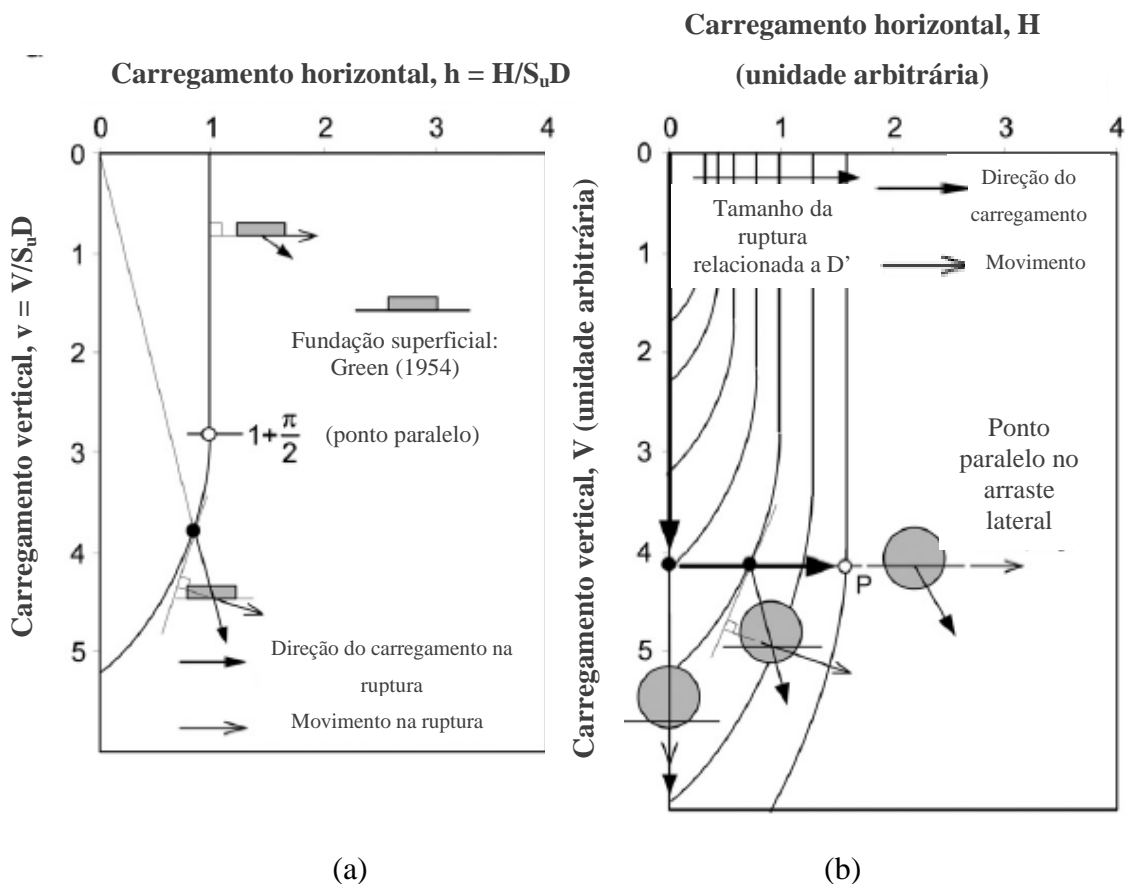 Carregamento horizontal, h = H/SᵤD
0 1 2 3 4
Carregamento vertical, v = V/SᵤD
0
1
2
3
4
5
Fundação superficial:
Green (1954)
1+π/2 (ponto paralelo)
Direção do carregamento na
ruptura
Movimento na ruptura
(a)
Carregamento horizontal, H
(unidade arbitrária)
0 1 2 3 4
Carregamento vertical, V (unidade arbitrária)
0
1
2
3
4
5
Tamanho da
ruptura
relacionada a D’
Direção do
carregamento
Movimento
Ponto
paralelo no
arraste
lateral
P
(b)